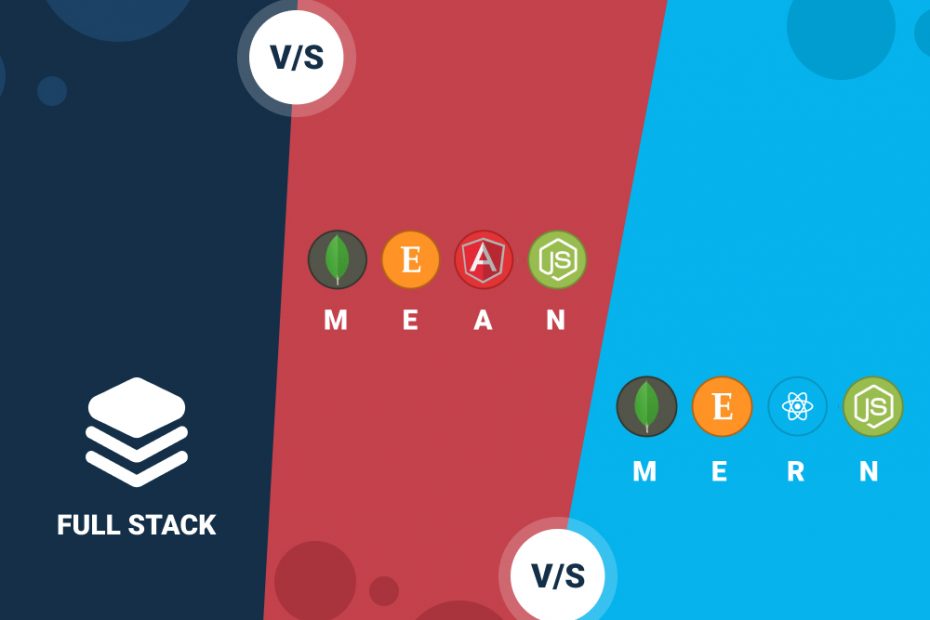 V/S
E
A
JS
M E A N
E
JS
M E R N
FULL STACK
V/S